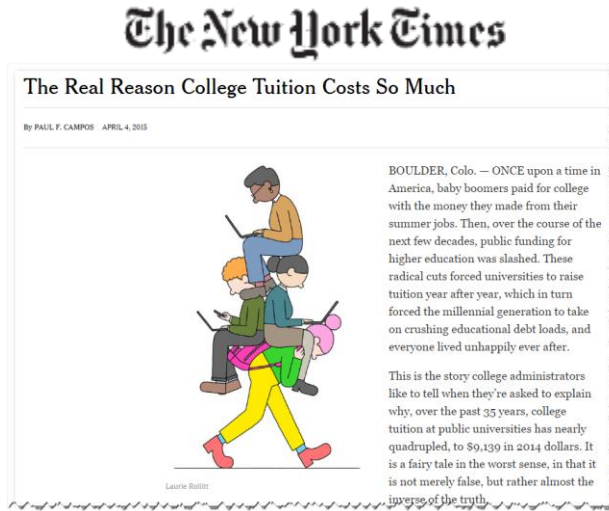 The New York Times
The Real Reason College Tuition Costs So Much
By PAUL F. CAMPOS   APRIL 4, 2015
BOULDER, Colo. — ONCE upon a time in
America, baby boomers paid for college
with the money they made from their
summer jobs. Then, over the course of the
next few decades, public funding for
higher education was slashed. These
radical cuts forced universities to raise
tuition year after year, which in turn
forced the millennial generation to take
on crushing educational debt loads, and
everyone lived unhappily ever after.
This is the story college administrators
like to tell when they’re asked to explain
why, over the past 35 years, college
tuition at public universities has nearly
quadrupled, to $9,139 in 2014 dollars. It
is a fairy tale in the worst sense, in that it
is not merely false, but rather almost the
inverse of the truth.
Laurie Rollitt